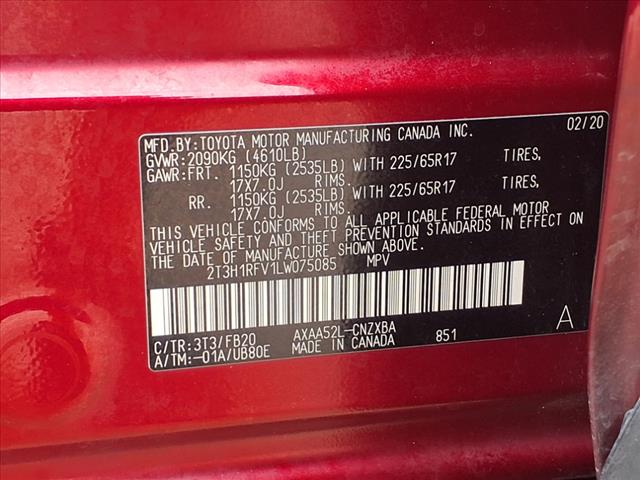 MFD.BY:TOYOTA MOTOR MANUFACTURING CANADA INC. 02/20
GVWR:2090KG (4610LB)
GAWR:FRT. 1150KG (2535LB) WITH 225/65R17 TIRES,
17X7.0J RIMS.
RR. 1150KG (2535LB) WITH 225/65R17 TIRES,
17X7.0J RIMS.
THIS VEHICLE CONFORMS TO ALL APPLICABLE FEDERAL MOTOR
VEHICLE SAFETY AND THEFT PREVENTION STANDARDS IN EFFECT ON
THE DATE OF MANUFACTURE SHOWN ABOVE.
2T3H1RFV1LW075085 MPV
A
C/TR:3T3/FB20 AXAA52L-CNZXBA 851
A/TM:-01A/UB80E MADE IN CANADA